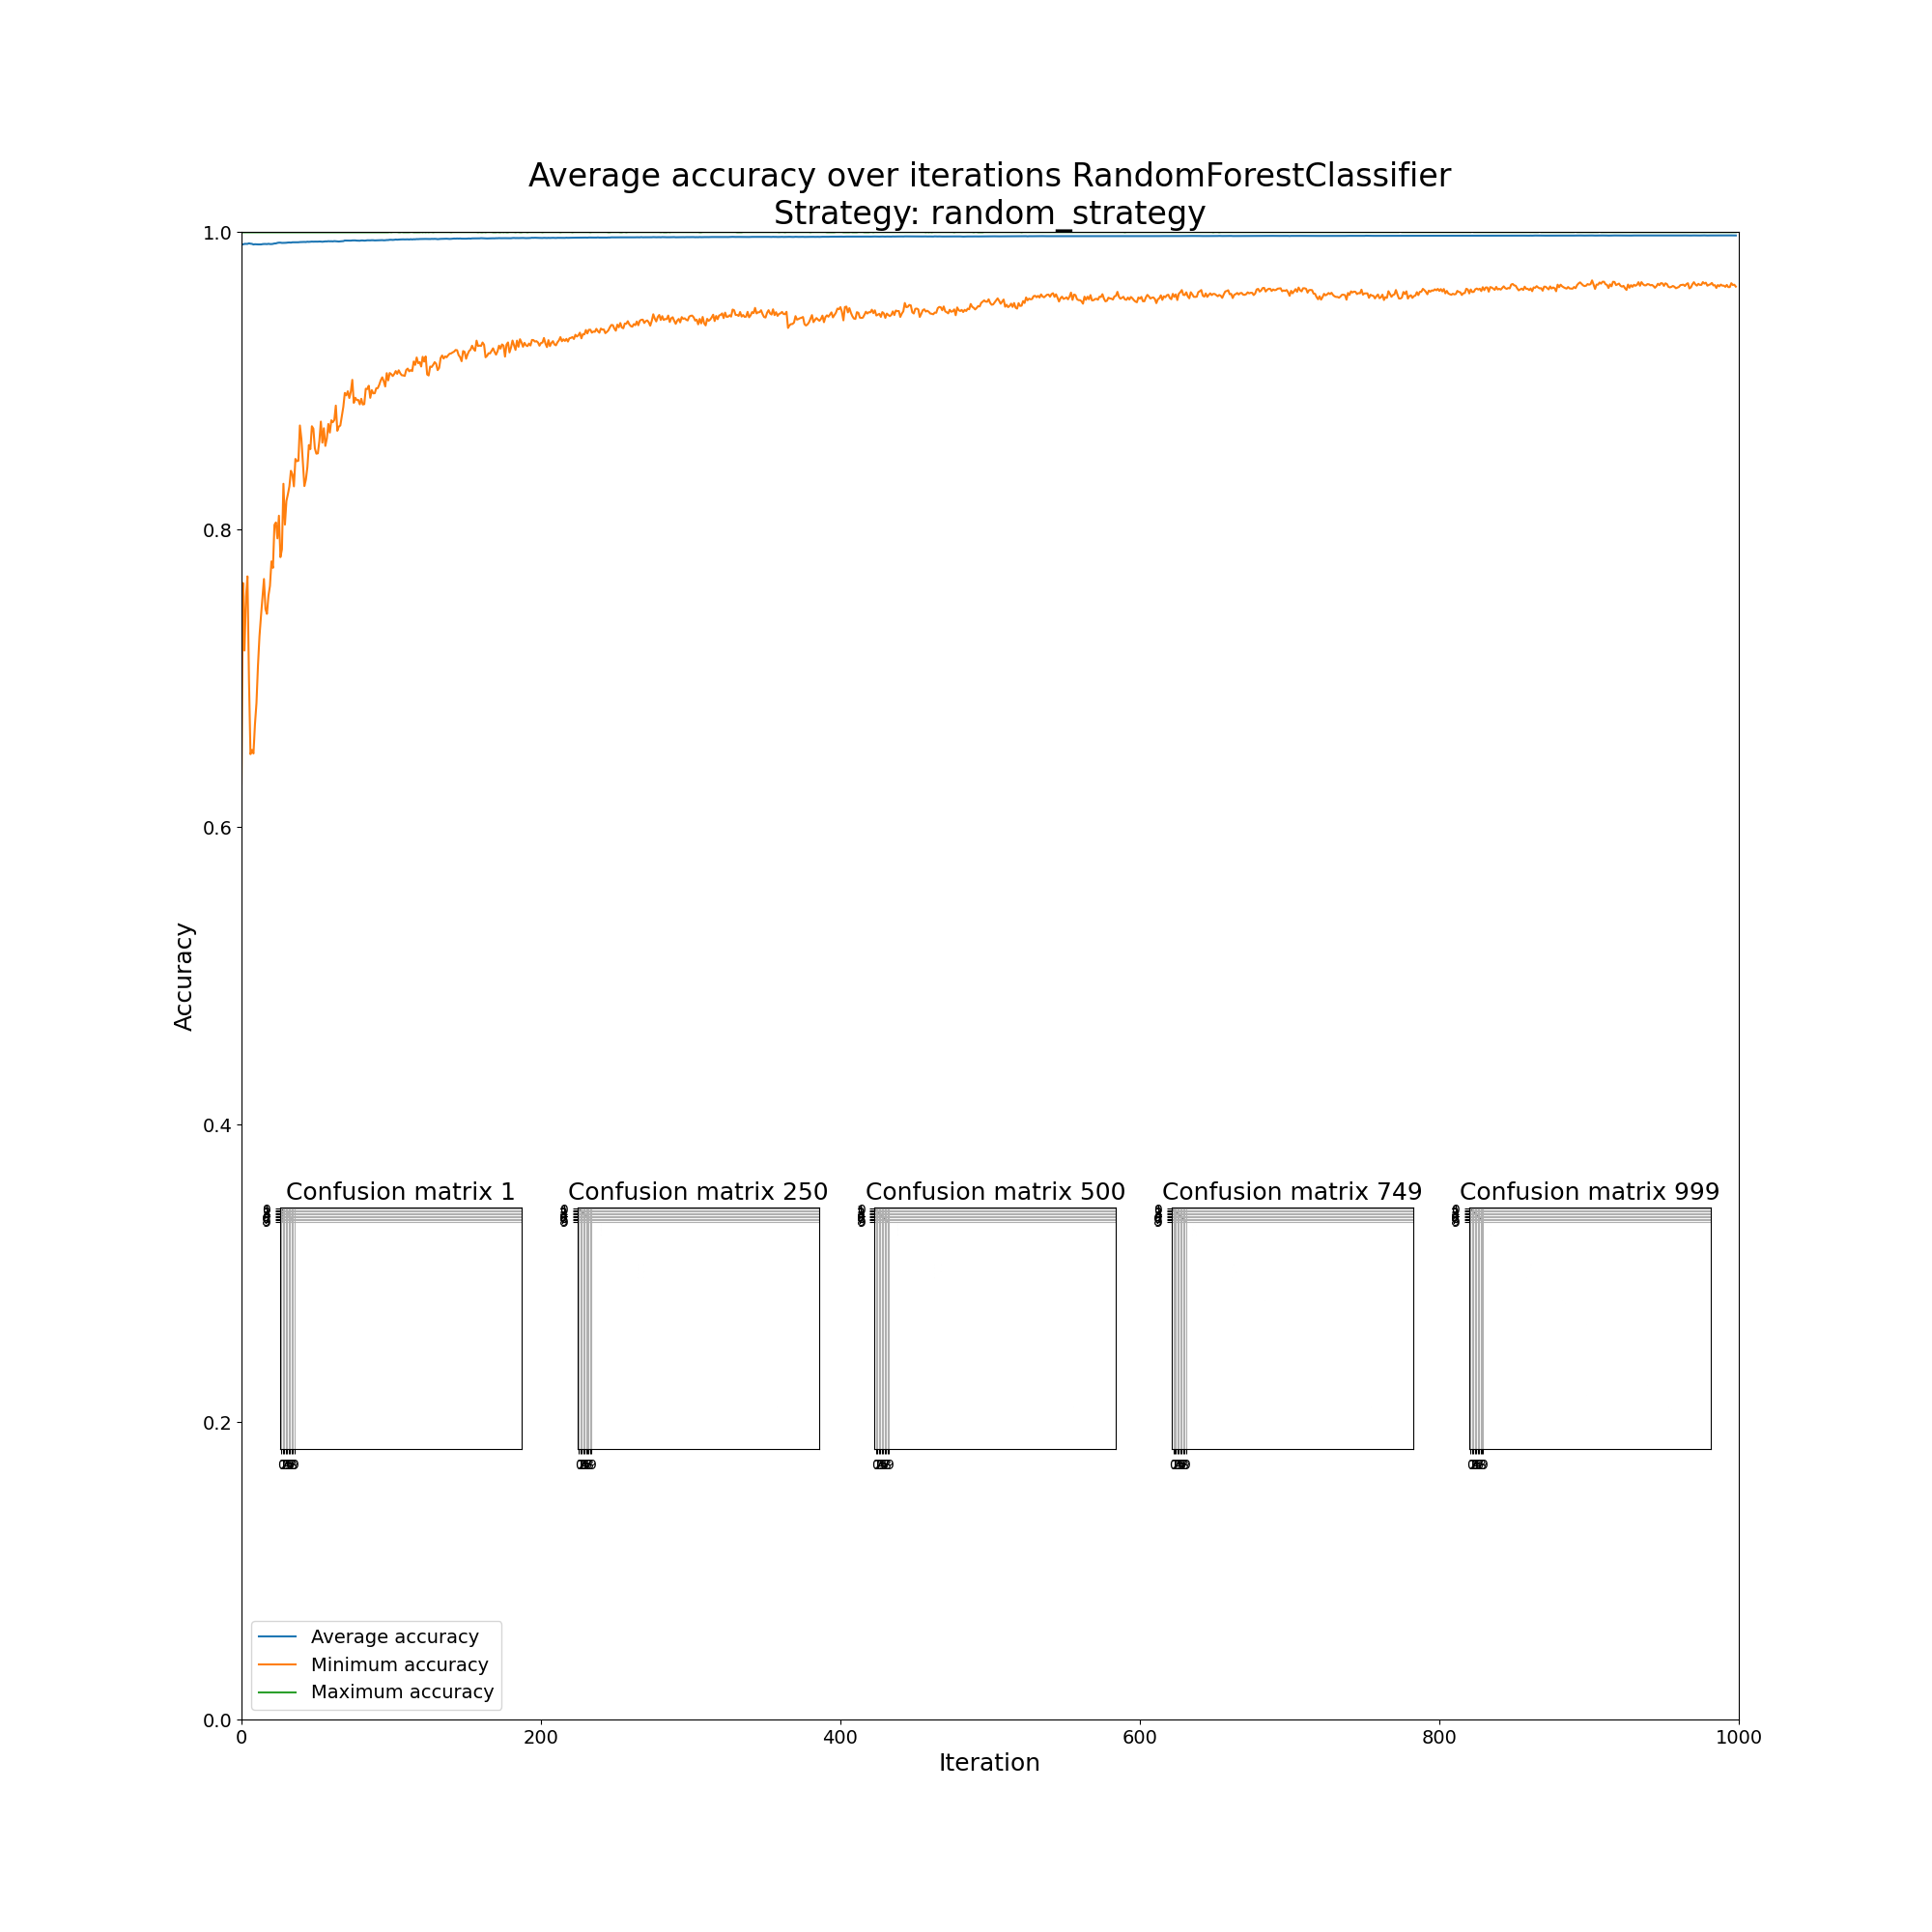 Average accuracy over iterations RandomForestClassifier
Strategy: random_strategy
1.0
0.8
0.6
0.4
0.2
0.0
Accuracy
Confusion matrix 1
Confusion matrix 250
Confusion matrix 500
Confusion matrix 749
Confusion matrix 999
Average accuracy
Minimum accuracy
Maximum accuracy
0
200
400
600
800
1000
Iteration